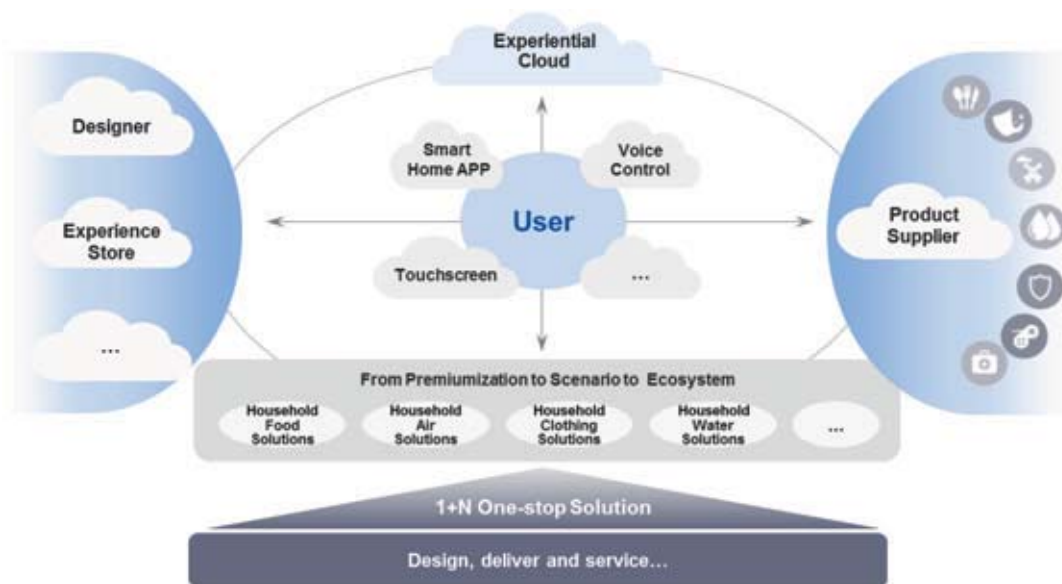 Experiential
Cloud
Designer
Smart
Home APP
Voice
Control
Experience
Store
User
Product
Supplier
Touchscreen
...
...
From Premiumization to Scenario to Ecosystem
Household
Food
Solutions
Household
Air
Solutions
Household
Clothing
Solutions
Household
Water
Solutions
...
1+N One-stop Solution
Design, deliver and service...